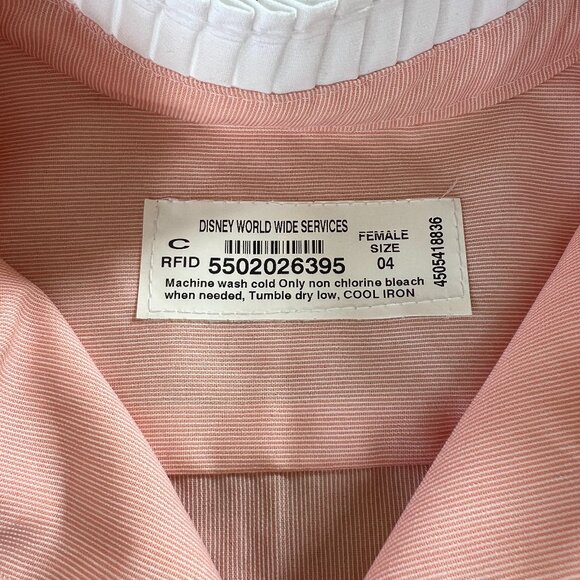 DISNEY WORLD WIDE SERVICES
C
RFID 5502026395
FEMALE
SIZE
04
Machine wash cold Only non chlorine bleach
when needed, Tumble dry low, COOL IRON
4505418836